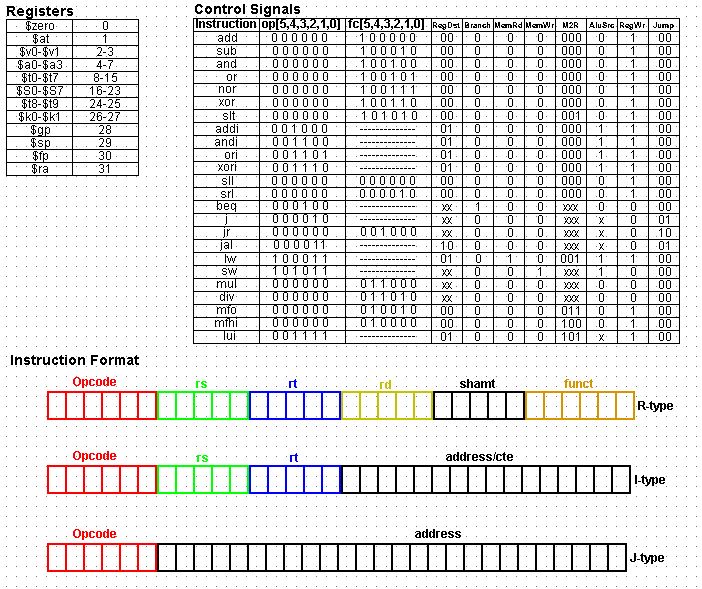 Registers
$zero 0
$at 1
$v0-$v1 2-3
$a0-$a3 4-7
$t0-$t7 8-15
$S0-$S7 16-23
$t8-$t9 24-25
$k0-$k1 26-27
$gp 28
$sp 29
$fp 30
$ra 31
Control Signals
Instruction op[5,4,3,2,1,0] fc[5,4,3,2,1,0] RegDst Branch MemRd MemWr M2R AluSrc RegWr Jump
add 0 0 0 0 0 0 1 0 0 0 0 0 00 0 0 0 000 0 1 00
sub 0 0 0 0 0 0 1 0 0 0 1 0 00 0 0 0 000 0 1 00
and 0 0 0 0 0 0 1 0 0 1 0 0 00 0 0 0 000 0 1 00
or 0 0 0 0 0 0 1 0 0 1 0 1 00 0 0 0 000 0 1 00
nor 0 0 0 0 0 0 1 0 0 1 1 1 00 0 0 0 000 0 1 00
xor 0 0 0 0 0 0 1 0 0 1 1 0 00 0 0 0 000 0 1 00
slt 0 0 0 0 0 0 1 0 1 0 1 0 00 0 0 0 001 0 1 00
addi 0 0 1 0 0 0 -------------- 01 0 0 0 000 1 1 00
andi 0 0 1 1 0 0 -------------- 01 0 0 0 000 1 1 00
ori 0 0 1 1 0 1 -------------- 01 0 0 0 000 1 1 00
xori 0 0 1 1 1 0 -------------- 01 0 0 0 000 1 1 00
sll 0 0 0 0 0 0 0 0 0 0 0 0 00 0 0 0 000 0 1 00
srl 0 0 0 0 0 0 0 0 0 0 1 0 00 0 0 0 000 0 1 00
beq 0 0 0 1 0 0 -------------- xx 1 0 0 xxx 0 0 00
j 0 0 0 0 1 0 -------------- xx 0 0 0 xxx x 0 01
jr 0 0 0 0 0 0 0 0 1 0 0 0 xx 0 0 0 xxx x 0 10
jal 0 0 0 0 1 1 -------------- 10 0 0 0 xxx x 0 01
lw 1 0 0 0 1 1 -------------- 01 0 1 0 001 1 1 00
sw 1 0 1 0 1 1 -------------- xx 0 0 1 xxx 1 0 00
mul 0 0 0 0 0 0 0 1 1 0 0 0 xx 0 0 0 xxx 0 0 00
div 0 0 0 0 0 0 0 1 1 0 1 0 xx 0 0 0 xxx 0 0 00
mfo 0 0 0 0 0 0 0 1 0 0 1 0 00 0 0 0 011 0 1 00
mfhi 0 0 0 0 0 0 0 1 0 0 0 0 00 0 0 0 100 0 1 00
lui 0 0 1 1 1 1 -------------- 01 0 0 0 101 x 1 00
Instruction Format
Opcode rs rt rd shamt funct
R-type
Opcode rs rt address/cte
I-type
Opcode address
J-type